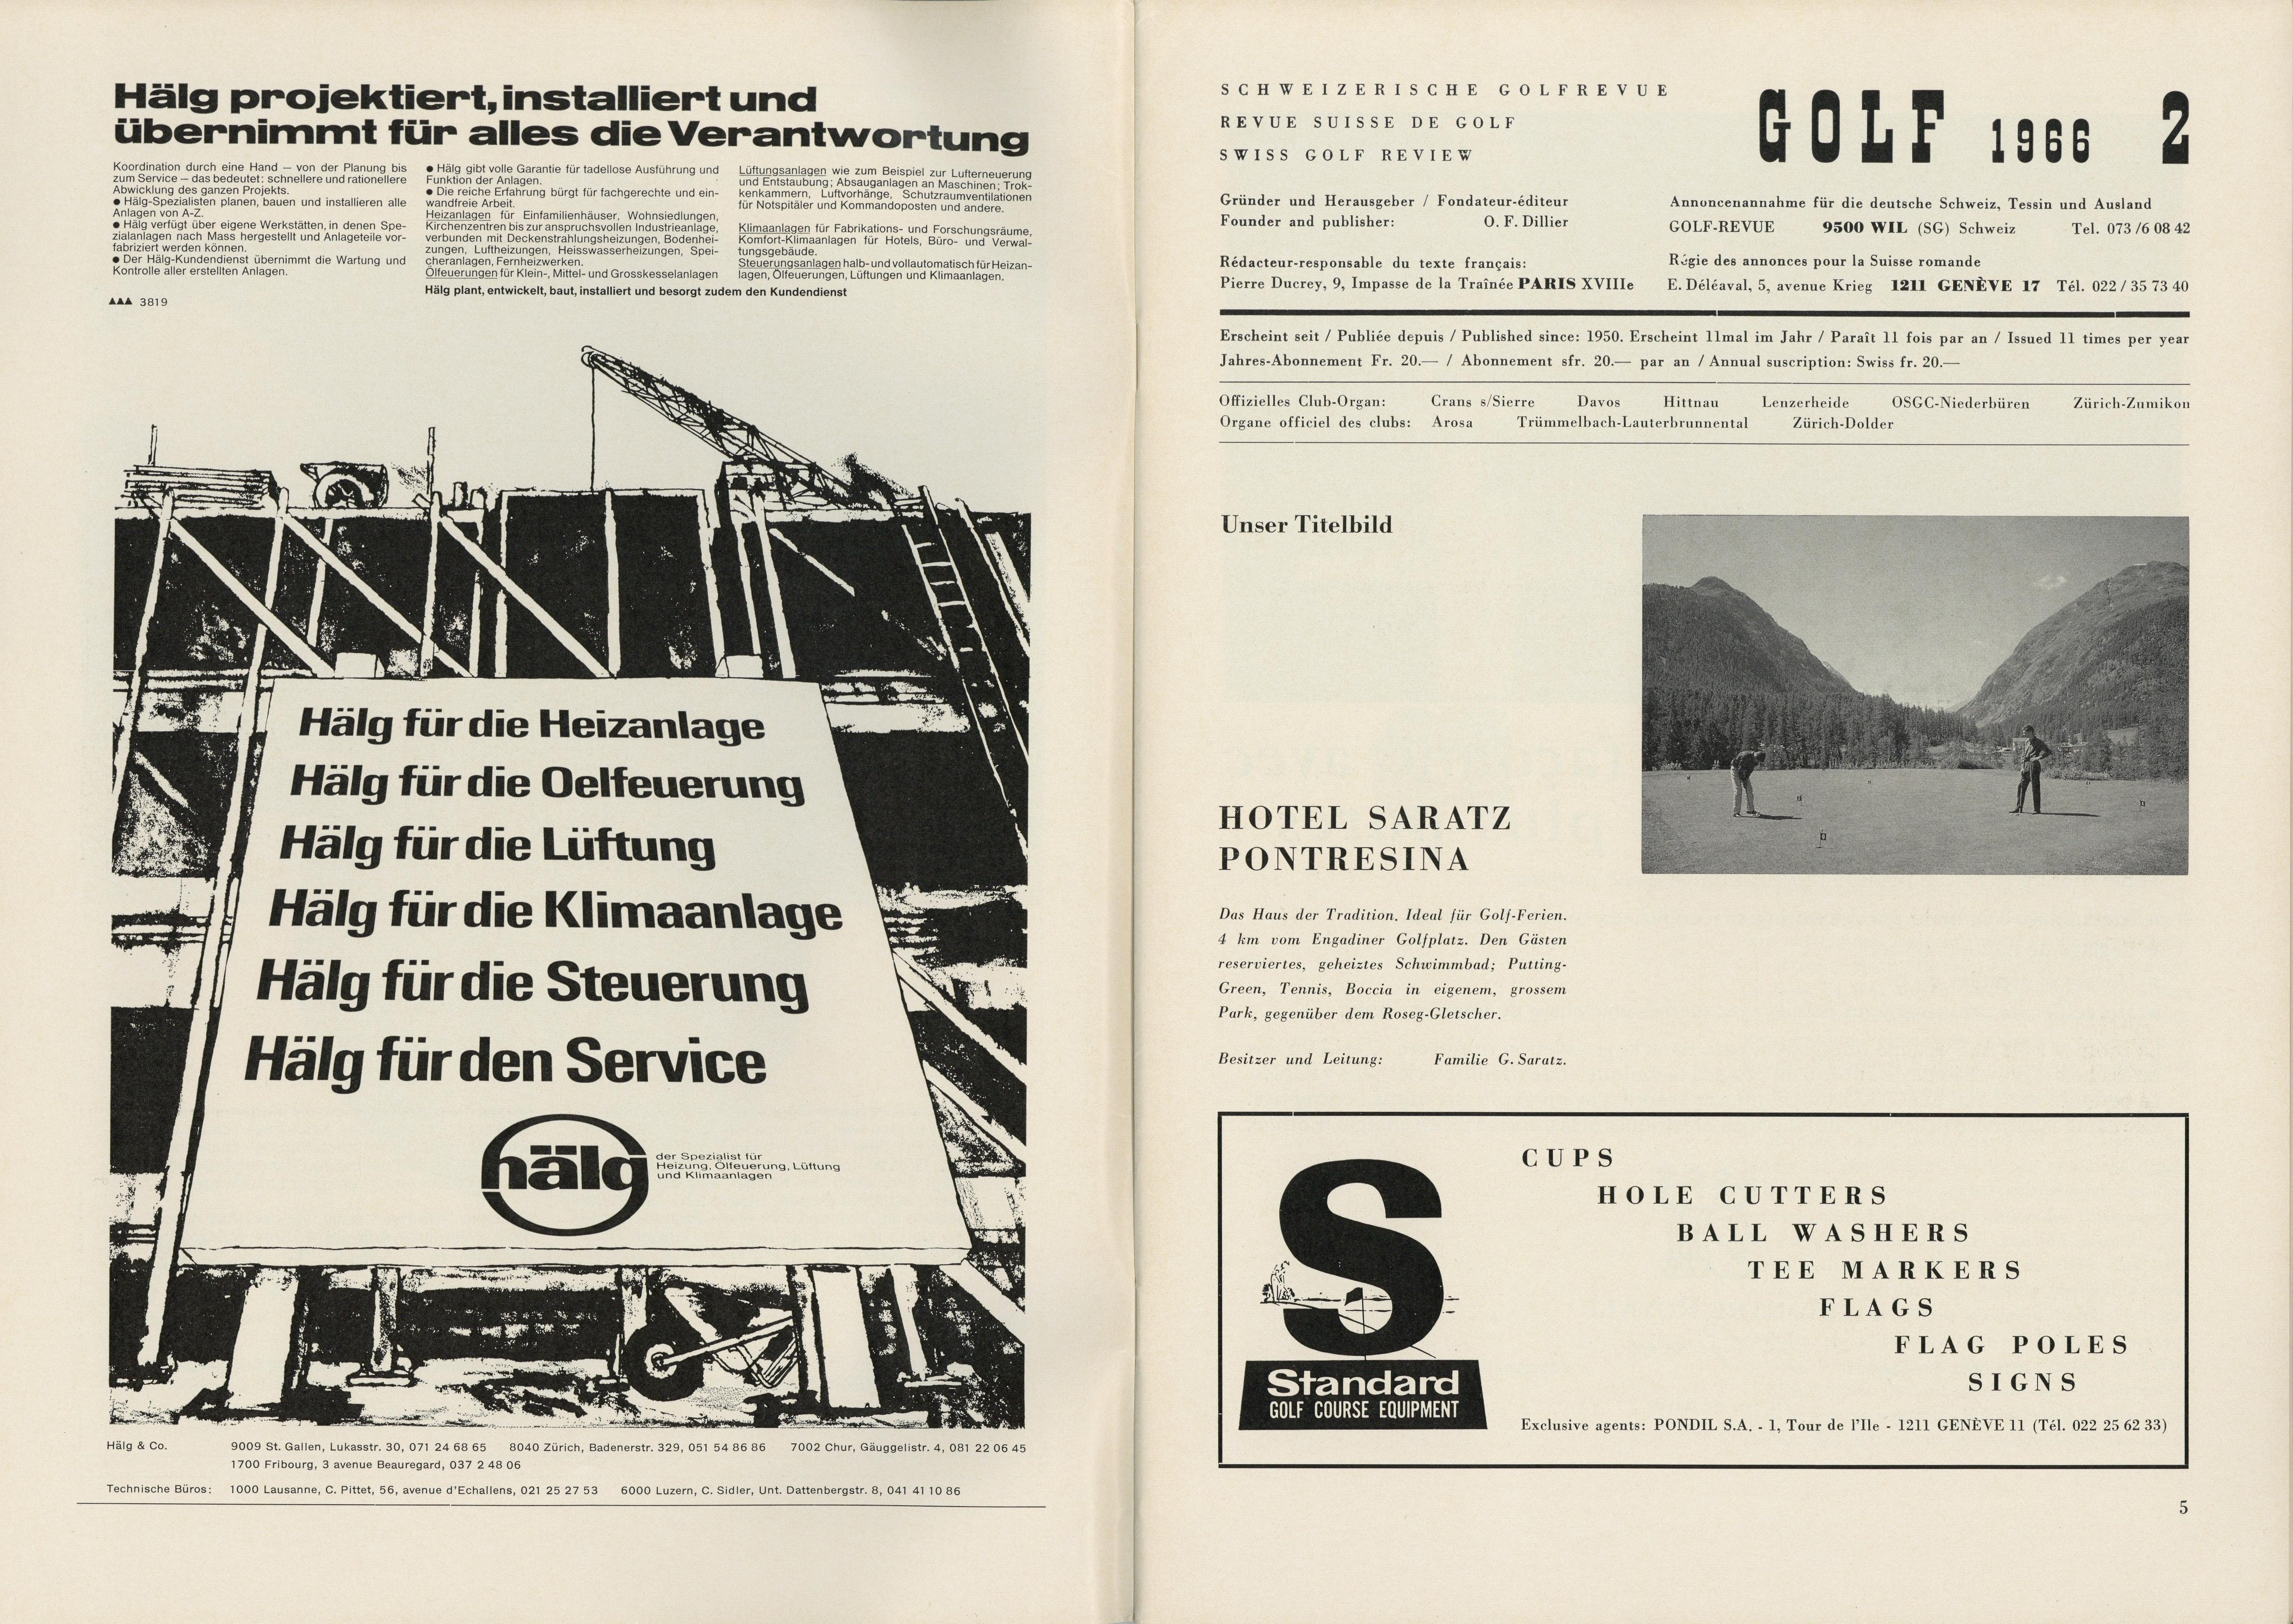 Hälg projektiert, installiert und
übernimmt für alles die Verantwortung
Koordination durch eine Hand – von der Planung bis
zum Service – das bedeutet: schnellere und rationellere
Abwicklung des ganzen Projekts.
● Hälg-Spezialisten planen, bauen und installieren alle
Anlagen von A-Z.
● Hälg verfügt über eigene Werkstätten, in denen Spe-
zialanlagen nach Mass hergestellt und Anlageteile vor-
fabriziert werden können.
● Der Hälg-Kundendienst übernimmt die Wartung und
Kontrolle aller erstellten Anlagen.
▲▲▲ 3819
● Hälg gibt volle Garantie für tadellose Ausführung und
Funktion der Anlagen.
● Die reiche Erfahrung bürgt für fachgerechte und ein-
wandfreie Arbeit.
Heizanlagen für Einfamilienhäuser, Wohnsiedlungen,
Kirchenzentren bis zur anspruchsvollen Industrieanlage,
verbunden mit Deckenstrahlungsheizungen, Bodenhei-
zungen, Luftheizungen, Heisswasserheizungen, Spei-
cheranlagen, Fernheizwerken.
Ölfeuerungen für Klein-, Mittel- und Grosskesselanlagen
Lüftungsanlagen wie zum Beispiel zur Lufterneuerung
und Entstaubung; Absauganlagen an Maschinen; Trok-
kenkammern, Luftvorhänge, Schutzraumventilationen
für Notspitäler und Kommandoposten und andere.
Klimaanlagen für Fabrikations- und Forschungsräume,
Komfort-Klimaanlagen für Hotels, Büro- und Verwal-
tungsgebäude.
Steuerungsanlagen halb- und vollautomatisch für Heizan-
lagen, Ölfeuerungen, Lüftungen und Klimaanlagen.
Hälg plant, entwickelt, baut, installiert und besorgt zudem den Kundendienst
Hälg für die Heizanlage
Hälg für die Oelfeuerung
Hälg für die Lüftung
Hälg für die Klimaanlage
Hälg für die Steuerung
Hälg für den Service
hälg
der Spezialist für
Heizung, Ölfeuerung, Lüftung
und Klimaanlagen
Hälg & Co. 9009 St. Gallen, Lukasstr. 30, 071 24 68 65 8040 Zürich, Badenerstr. 329, 051 54 86 86 7002 Chur, Gäuggelistr. 4, 081 22 06 45
1700 Fribourg, 3 avenue Beauregard, 037 2 48 06
Technische Büros: 1000 Lausanne, C. Pittet, 56, avenue d'Echallens, 021 25 27 53 6000 Luzern, C. Sidler, Unt. Dattenbergstr. 8, 041 41 10 86
SCHWEIZERISCHE GOLFREVUE
REVUE SUISSE DE GOLF
SWISS GOLF REVIEW
GOLF 1966 2
Gründer und Herausgeber / Fondateur-éditeur
Founder and publisher: O. F. Dillier
Rédacteur-responsable du texte français:
Pierre Ducrey, 9, Impasse de la Traînée PARIS XVIIIe
Annoncenannahme für die deutsche Schweiz, Tessin und Ausland
GOLF-REVUE 9500 WIL (SG) Schweiz Tel. 073 / 6 08 42
Régie des annonces pour la Suisse romande
E. Déléaval, 5, avenue Krieg 1211 GENÈVE 17 Tél. 022 / 35 73 40
Erscheint seit / Publiée depuis / Published since: 1950. Erscheint 11mal im Jahr / Paraît 11 fois par an / Issued 11 times per year
Jahres-Abonnement Fr. 20.— / Abonnement sfr. 20.— par an / Annual suscription: Swiss fr. 20.—
Offizielles Club-Organ: Crans s/Sierre Davos Hittnau Lenzerheide OSGC-Niederbüren Zürich-Zumikon
Organe officiel des clubs: Arosa Trümmelbach-Lauterbrunnental Zürich-Dolder
Unser Titelbild
HOTEL SARATZ
PONTRESINA
Das Haus der Tradition. Ideal für Golf-Ferien.
4 km vom Engadiner Golfplatz. Den Gästen
reserviertes, geheiztes Schwimmbad; Putting-
Green, Tennis, Boccia in eigenem, grossem
Park, gegenüber dem Roseg-Gletscher.
Besitzer und Leitung: Familie G. Saratz.
S
Standard
GOLF COURSE EQUIPMENT
CUPS
HOLE CUTTERS
BALL WASHERS
TEE MARKERS
FLAGS
FLAG POLES
SIGNS
Exclusive agents: PONDIL S.A. - 1, Tour de l'Ile - 1211 GENÈVE 11 (Tél. 022 25 62 33)
5